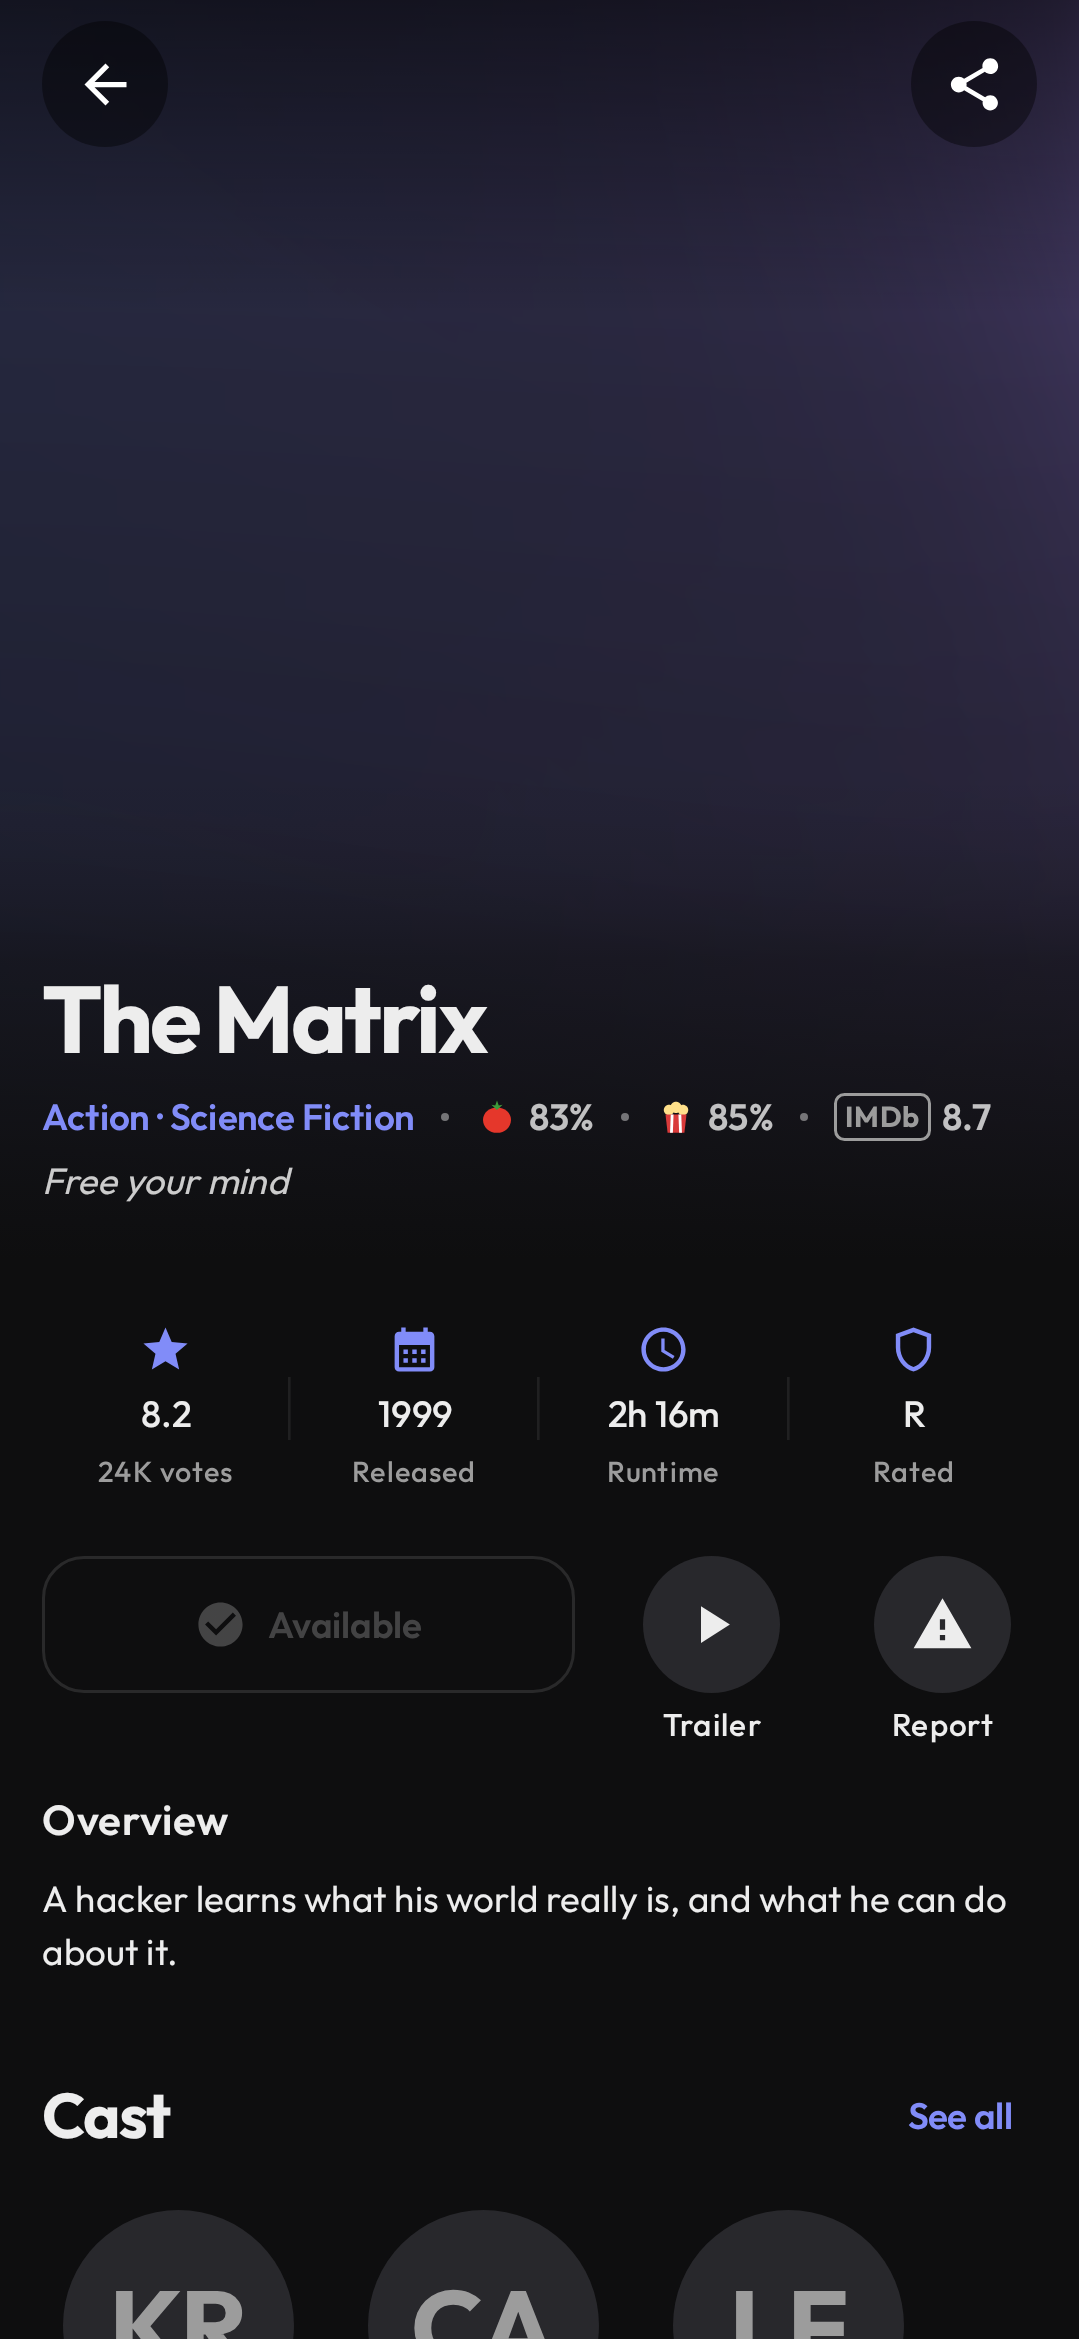 The Matrix
Action · Science Fiction • 83% • 85% • IMDb 8.7
Free your mind
8.2 1999 2h 16m R
24K votes Released Runtime Rated
Available
Trailer Report
Overview
A hacker learns what his world really is, and what he can do
about it.
Cast See all
KR CA LF